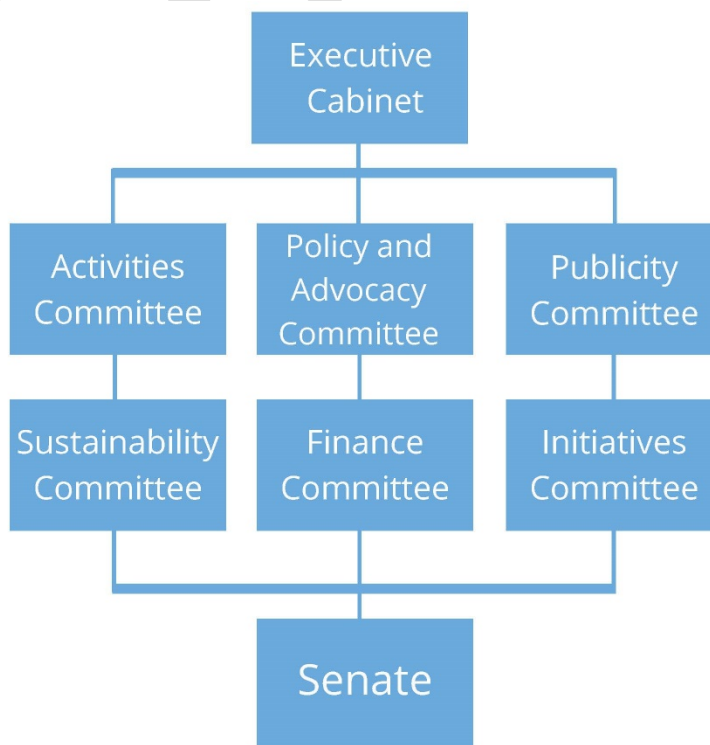 Executive
Cabinet
Activities
Committee
Policy and
Advocacy
Committee
Publicity
Committee
Sustainability
Committee
Finance
Committee
Initiatives
Committee
Senate